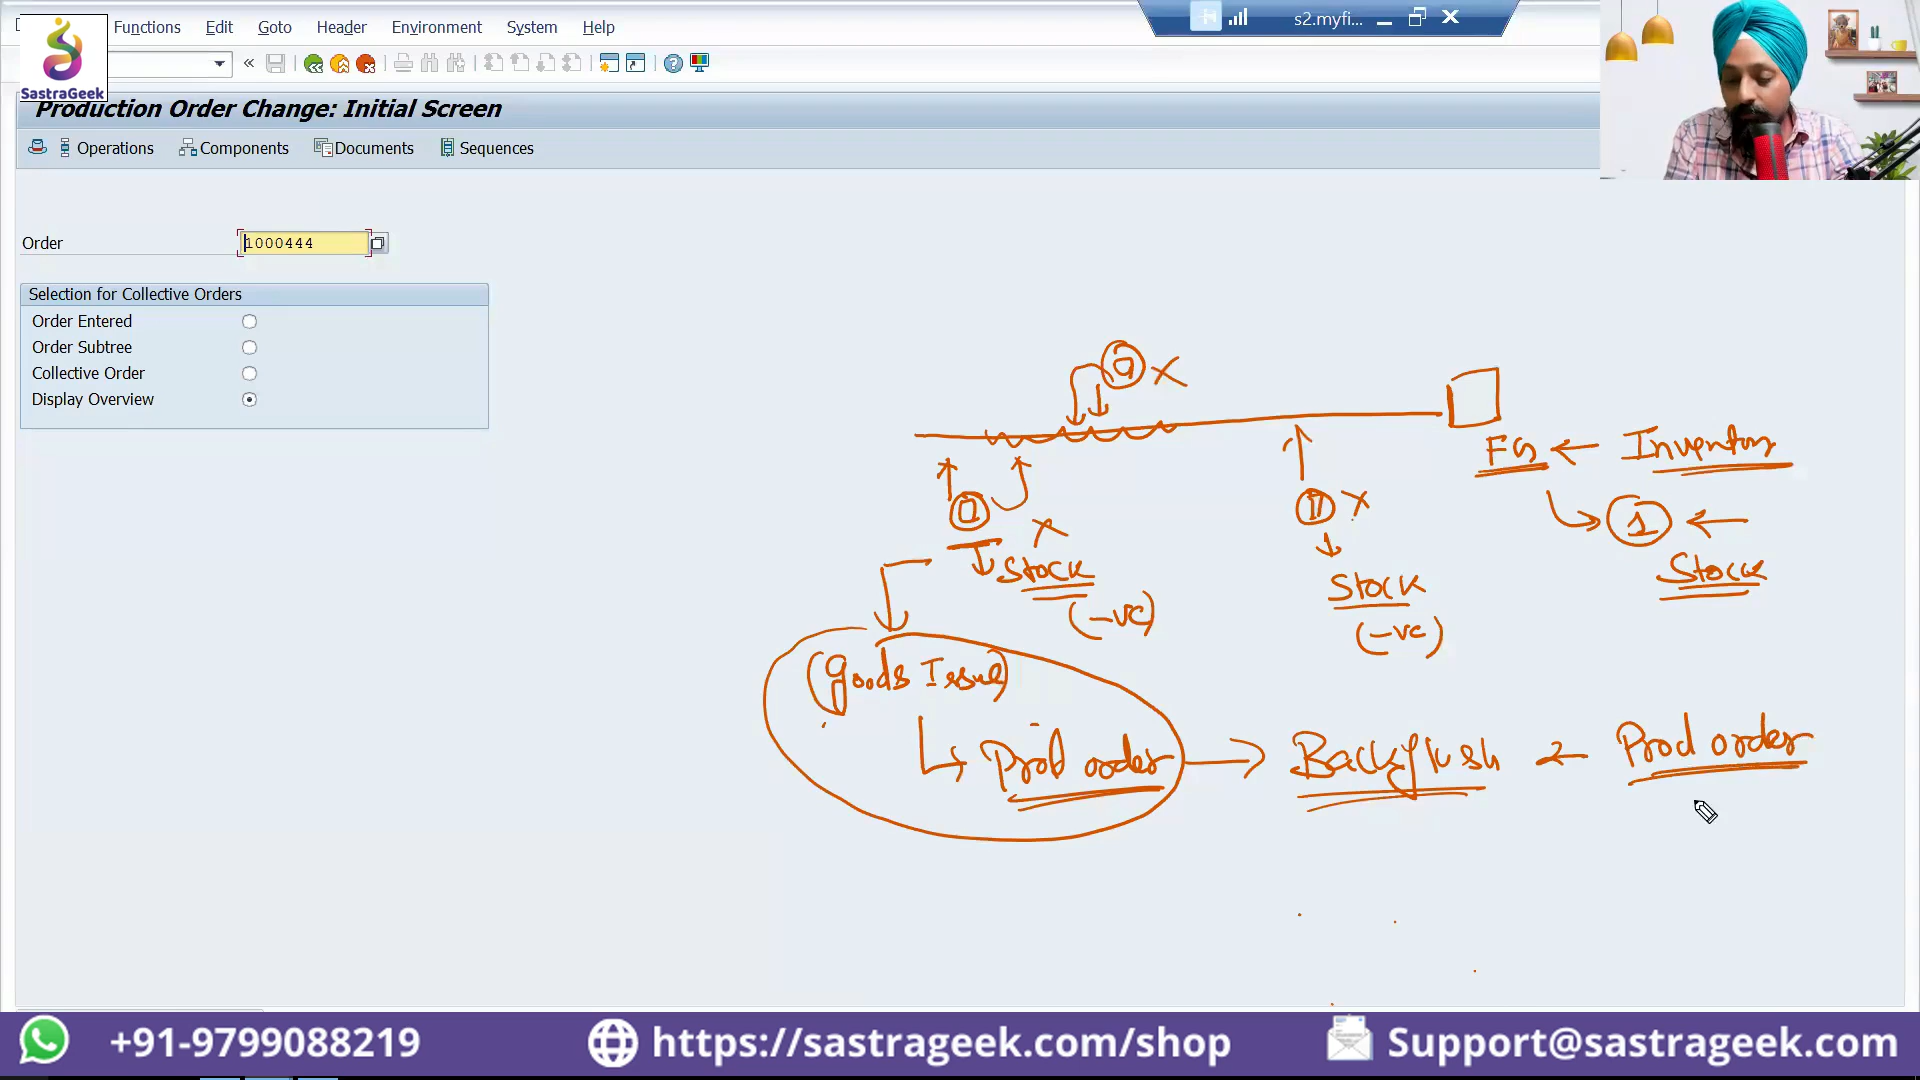 Functions Edit Goto Header Environment System Help
s2.myfi...
SastraGeek
Production Order Change: Initial Screen
Operations Components Documents Sequences
Order 1000444
Selection for Collective Orders
Order Entered
Order Subtree
Collective Order
Display Overview
FG ← Inventory
1
Stock
(-ve)
Stock
(-ve)
Stock
(Goods Issue)
Prod order → Backflush ← Prod order
+91-9799088219 https://sastrageek.com/shop Support@sastrageek.com